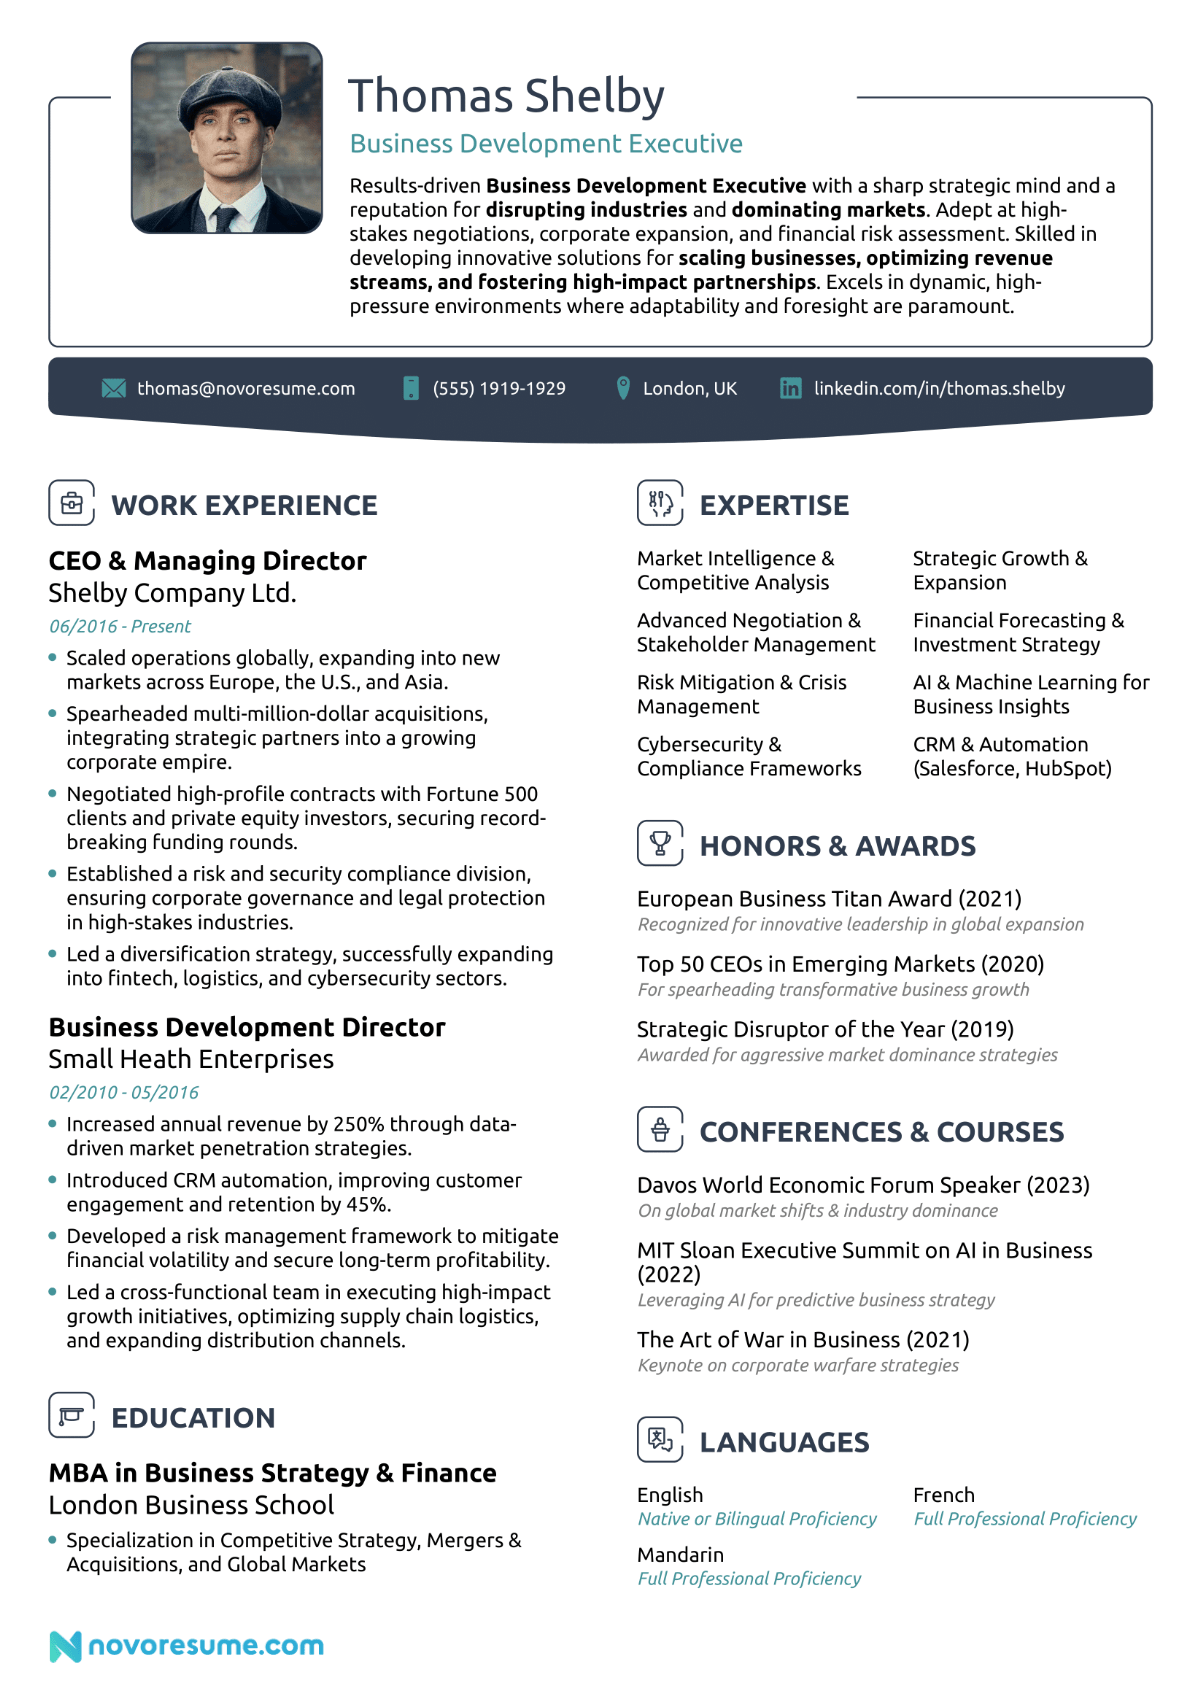 Thomas Shelby
Business Development Executive
Results-driven Business Development Executive with a sharp strategic mind and a
reputation for disrupting industries and dominating markets. Adept at high-
stakes negotiations, corporate expansion, and financial risk assessment. Skilled in
developing innovative solutions for scaling businesses, optimizing revenue
streams, and fostering high-impact partnerships. Excels in dynamic, high-
pressure environments where adaptability and foresight are paramount.
thomas@novoresume.com
(555) 1919-1929
London, UK
linkedin.com/in/thomas.shelby
WORK EXPERIENCE
CEO & Managing Director
Shelby Company Ltd.
06/2016 - Present
Scaled operations globally, expanding into new
markets across Europe, the U.S., and Asia.
Spearheaded multi-million-dollar acquisitions,
integrating strategic partners into a growing
corporate empire.
Negotiated high-profile contracts with Fortune 500
clients and private equity investors, securing record-
breaking funding rounds.
Established a risk and security compliance division,
ensuring corporate governance and legal protection
in high-stakes industries.
Led a diversification strategy, successfully expanding
into fintech, logistics, and cybersecurity sectors.
Business Development Director
Small Heath Enterprises
02/2010 - 05/2016
Increased annual revenue by 250% through data-
driven market penetration strategies.
Introduced CRM automation, improving customer
engagement and retention by 45%.
Developed a risk management framework to mitigate
financial volatility and secure long-term profitability.
Led a cross-functional team in executing high-impact
growth initiatives, optimizing supply chain logistics,
and expanding distribution channels.
EDUCATION
MBA in Business Strategy & Finance
London Business School
Specialization in Competitive Strategy, Mergers &
Acquisitions, and Global Markets
EXPERTISE
Market Intelligence &
Competitive Analysis
Strategic Growth &
Expansion
Advanced Negotiation &
Stakeholder Management
Financial Forecasting &
Investment Strategy
Risk Mitigation & Crisis
Management
AI & Machine Learning for
Business Insights
Cybersecurity &
Compliance Frameworks
CRM & Automation
(Salesforce, HubSpot)
HONORS & AWARDS
European Business Titan Award (2021)
Recognized for innovative leadership in global expansion
Top 50 CEOs in Emerging Markets (2020)
For spearheading transformative business growth
Strategic Disruptor of the Year (2019)
Awarded for aggressive market dominance strategies
CONFERENCES & COURSES
Davos World Economic Forum Speaker (2023)
On global market shifts & industry dominance
MIT Sloan Executive Summit on AI in Business
(2022)
Leveraging AI for predictive business strategy
The Art of War in Business (2021)
Keynote on corporate warfare strategies
LANGUAGES
English
Native or Bilingual Proficiency
French
Full Professional Proficiency
Mandarin
Full Professional Proficiency
novoresume.com